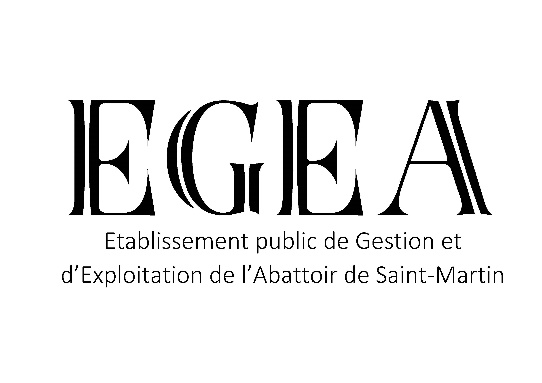 EGEA
Etablissement public de Gestion et
d’Exploitation de l’Abattoir de Saint-Martin